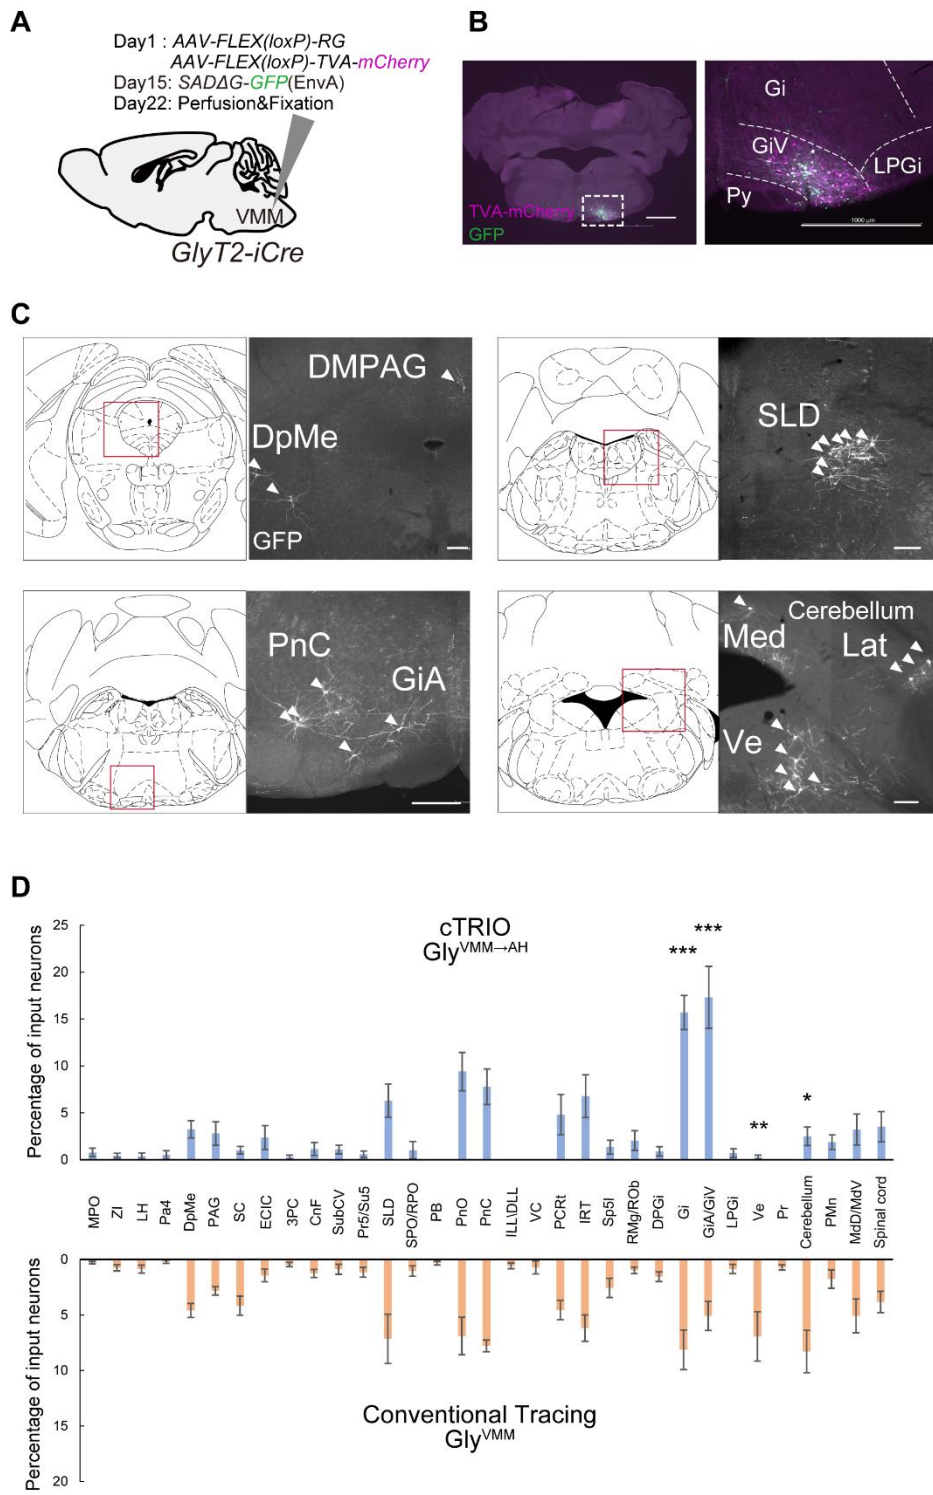 A
Day1 : AAV-FLEX(loxP)-RG
AAV-FLEX(loxP)-TVA-mCherry
Day15: SADΔG-GFP(EnvA)
Day22: Perfusion&Fixation
VMM
GlyT2-iCre
B
TVA-mCherry
GFP
Gi
GiV
LPGi
Py
1000 µm
C
DMPAG
DpMe
GFP
SLD
PnC
GiA
Cerebellum
Med
Lat
Ve
D
cTRIO
Gly^VMM→AH
Percentage of input neurons
25
20
15
10
5
0
***
***
**
*
MPO
ZI
LH
Pa4
DpMe
PAG
SC
ECIC
3PC
CnF
SubCV
Pr5/Su5
SLD
SPO/RPO
PB
PnO
PnC
ILL\DLL
VC
PCRt
IRT
Sp5I
RMg/ROb
DPGi
Gi
GiA/GiV
LPGi
Ve
Pr
Cerebellum
PMn
MdD/MdV
Spinal cord
Percentage of input neurons
0
5
10
15
20
Conventional Tracing
Gly^VMM